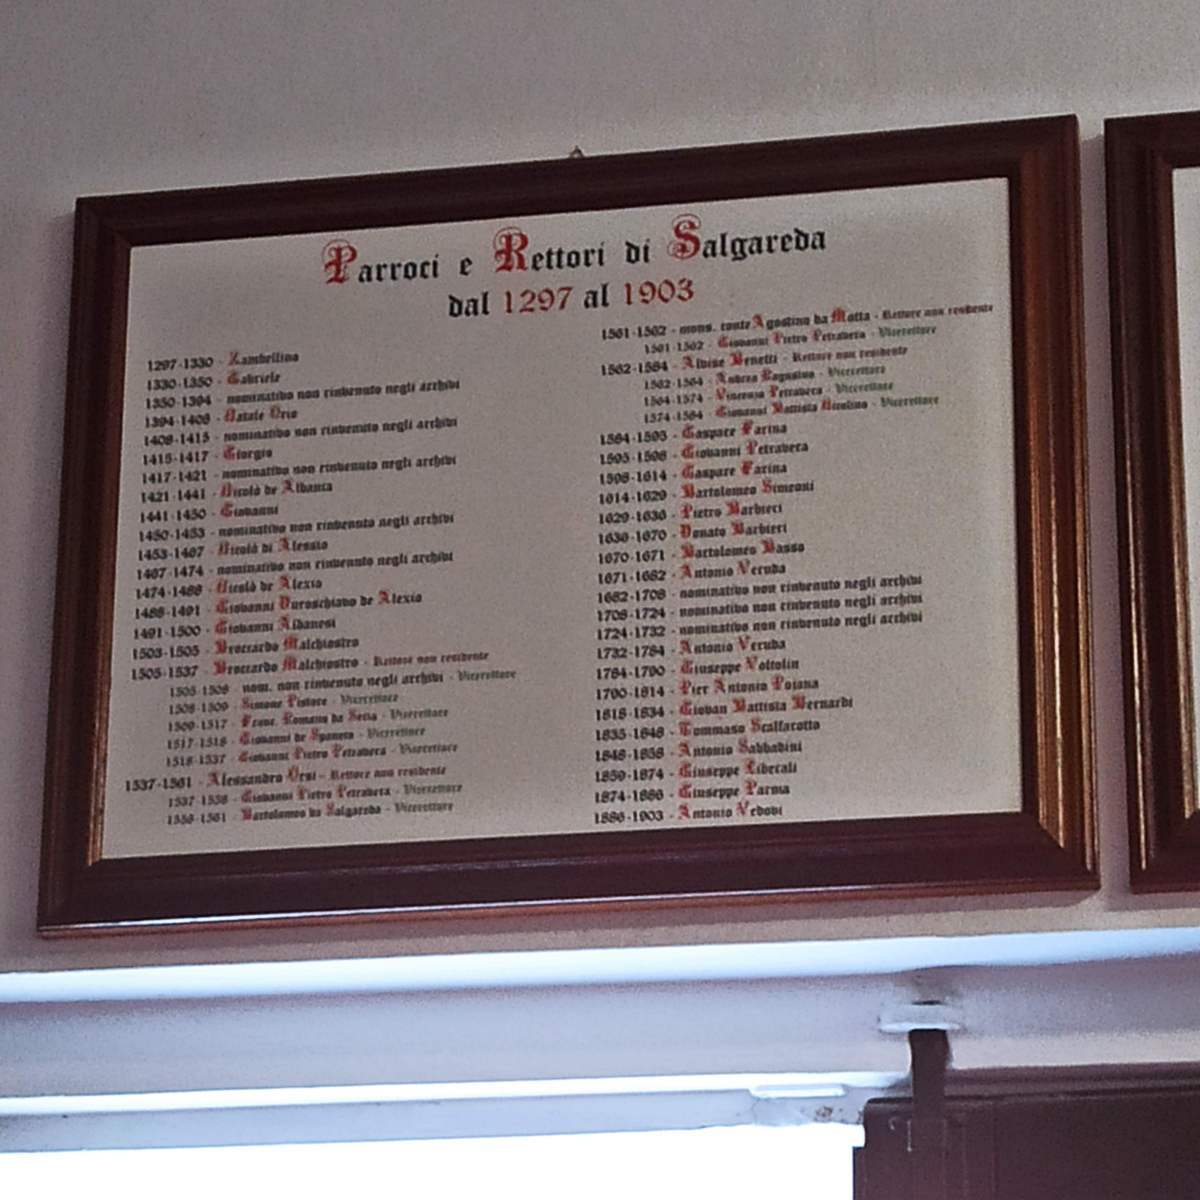 Parroci e Rettori di Salgareda
dal 1297 al 1903
1297-1330 - Zambellino
1330-1350 - Gabriele
1350-1394 - nominativo non rinvenuto negli archivi
1394-1408 - Natale Orio
1408-1415 - nominativo non rinvenuto negli archivi
1415-1417 - Giorgio
1417-1421 - nominativo non rinvenuto negli archivi
1421-1441 - Nicolò de Albania
1441-1450 - Giovanni
1450-1453 - nominativo non rinvenuto negli archivi
1453-1467 - Nicolò di Alessio
1467-1474 - nominativo non rinvenuto negli archivi
1474-1488 - Nicolò de Alexio
1488-1491 - Giovanni Duroschiavo de Alexio
1491-1500 - Giovanni Albanesi
1503-1505 - Broccardo Malchiostro
1505-1537 - Broccardo Malchiostro - Rettore non residente
1505-1508 - nom. non rinvenuto negli archivi - Vicerettore
1508-1509 - Simone Pistore - Vicerettore
1509-1517 - Franc. Romano da - Vicerettore
1517-1518 - Giovanni de Sponeto - Vicerettore
1518-1537 - Giovanni Pietro Petravera - Vicerettore
1537-1561 - Alessandro Orsi - Rettore non residente
1537-1558 - Giovanni Pietro Petravera - Vicerettore
1558-1561 - Bartolomeo da Salgareda - Vicerettore
1561-1562 - mons. conte Agostino da Motta - Rettore non residente
1561-1562 - Giovanni Pietro Petravera - Vicerettore
1562-1584 - Alvise Benetti - Rettore non residente
1562-1564 - Andrea Raguseo - Vicerettore
1564-1574 - Vincenzo Petravera - Vicerettore
1574-1584 - Giovanni Battista Nicolino - Vicerettore
1584-1595 - Gaspare Farina
1595-1598 - Giovanni Petravera
1598-1614 - Gaspare Farina
1614-1629 - Bartolomeo Simeoni
1629-1636 - Pietro Barbieri
1636-1670 - Donato Barbieri
1670-1671 - Bartolomeo Basso
1671-1682 - Antonio Veruda
1682-1708 - nominativo non rinvenuto negli archivi
1708-1724 - nominativo non rinvenuto negli archivi
1724-1732 - nominativo non rinvenuto negli archivi
1732-1784 - Antonio Veruda
1784-1790 - Giuseppe Voltolin
1790-1814 - Pier Antonio Pojana
1818-1834 - Giovan Battista Bernardi
1835-1848 - Tommaso Scalfarotto
1848-1858 - Antonio Sabbadini
1859-1874 - Giuseppe Liberali
1874-1886 - Giuseppe Parma
1886-1903 - Antonio Vedovi